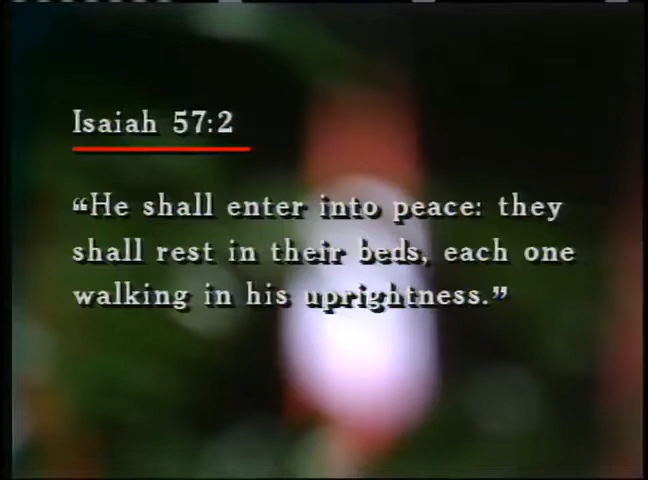 Isaiah 57:2
“He shall enter into peace: they
shall rest in their beds, each one
walking in his uprightness.”